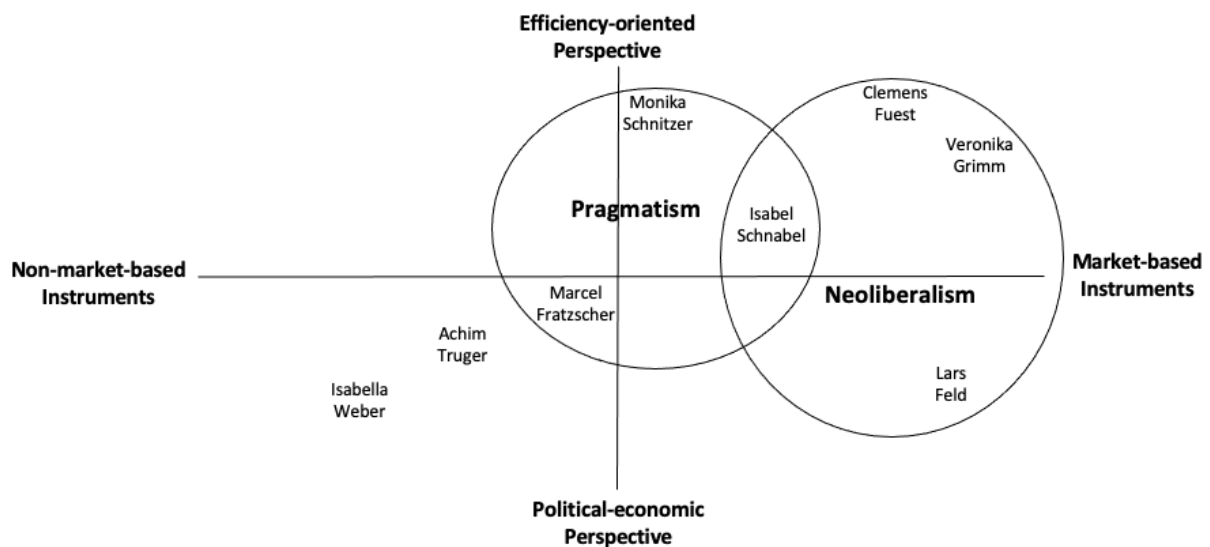 Efficiency-oriented
Perspective
Monika
Schnitzer
Clemens
Fuest
Veronika
Grimm
Pragmatism
Isabel
Schnabel
Non-market-based
Instruments
Market-based
Instruments
Marcel
Fratzscher
Neoliberalism
Achim
Truger
Isabella
Weber
Lars
Feld
Political-economic
Perspective